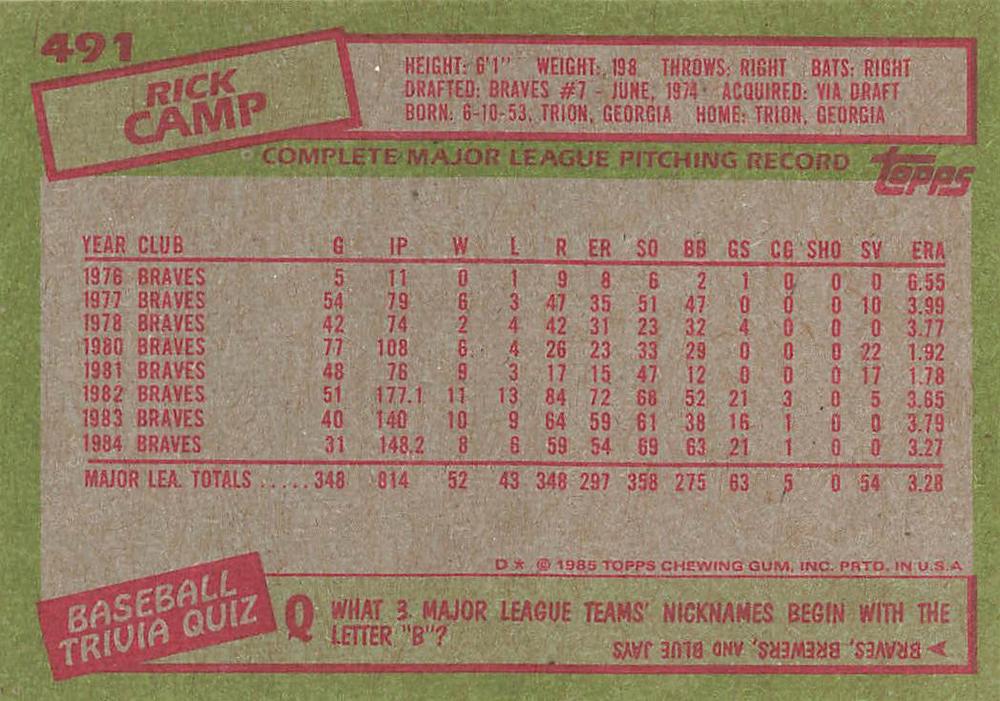 491
RICK
CAMP
HEIGHT: 6'1" WEIGHT: 198 THROWS: RIGHT BATS: RIGHT
DRAFTED: BRAVES #7 - JUNE, 1974 ACQUIRED: VIA DRAFT
BORN: 6-10-53, TRION, GEORGIA HOME: TRION, GEORGIA
COMPLETE MAJOR LEAGUE PITCHING RECORD
topps
YEAR CLUB G IP W L R ER SO BB GS CG SHO SV ERA
1976 BRAVES 5 11 0 1 9 8 6 2 1 0 0 0 6.55
1977 BRAVES 54 79 6 3 47 35 51 47 0 0 0 10 3.99
1978 BRAVES 42 74 2 4 42 31 23 32 4 0 0 0 3.77
1980 BRAVES 77 108 6 4 26 23 33 29 0 0 0 22 1.92
1981 BRAVES 48 76 9 3 17 15 47 12 0 0 0 17 1.78
1982 BRAVES 51 177.1 11 13 84 72 68 52 21 3 0 5 3.65
1983 BRAVES 40 140 10 9 64 59 61 38 16 1 0 0 3.79
1984 BRAVES 31 148.2 8 6 59 54 69 63 21 1 0 0 3.27
MAJOR LEA. TOTALS ..... 348 814 52 43 348 297 358 275 63 5 0 54 3.28
D* © 1985 TOPPS CHEWING GUM, INC. PRTD. IN U.S.A
BASEBALL
TRIVIA QUIZ
Q WHAT 3 MAJOR LEAGUE TEAMS' NICKNAMES BEGIN WITH THE
LETTER "B"?
BRAVES, BREWERS, AND BLUE JAYS